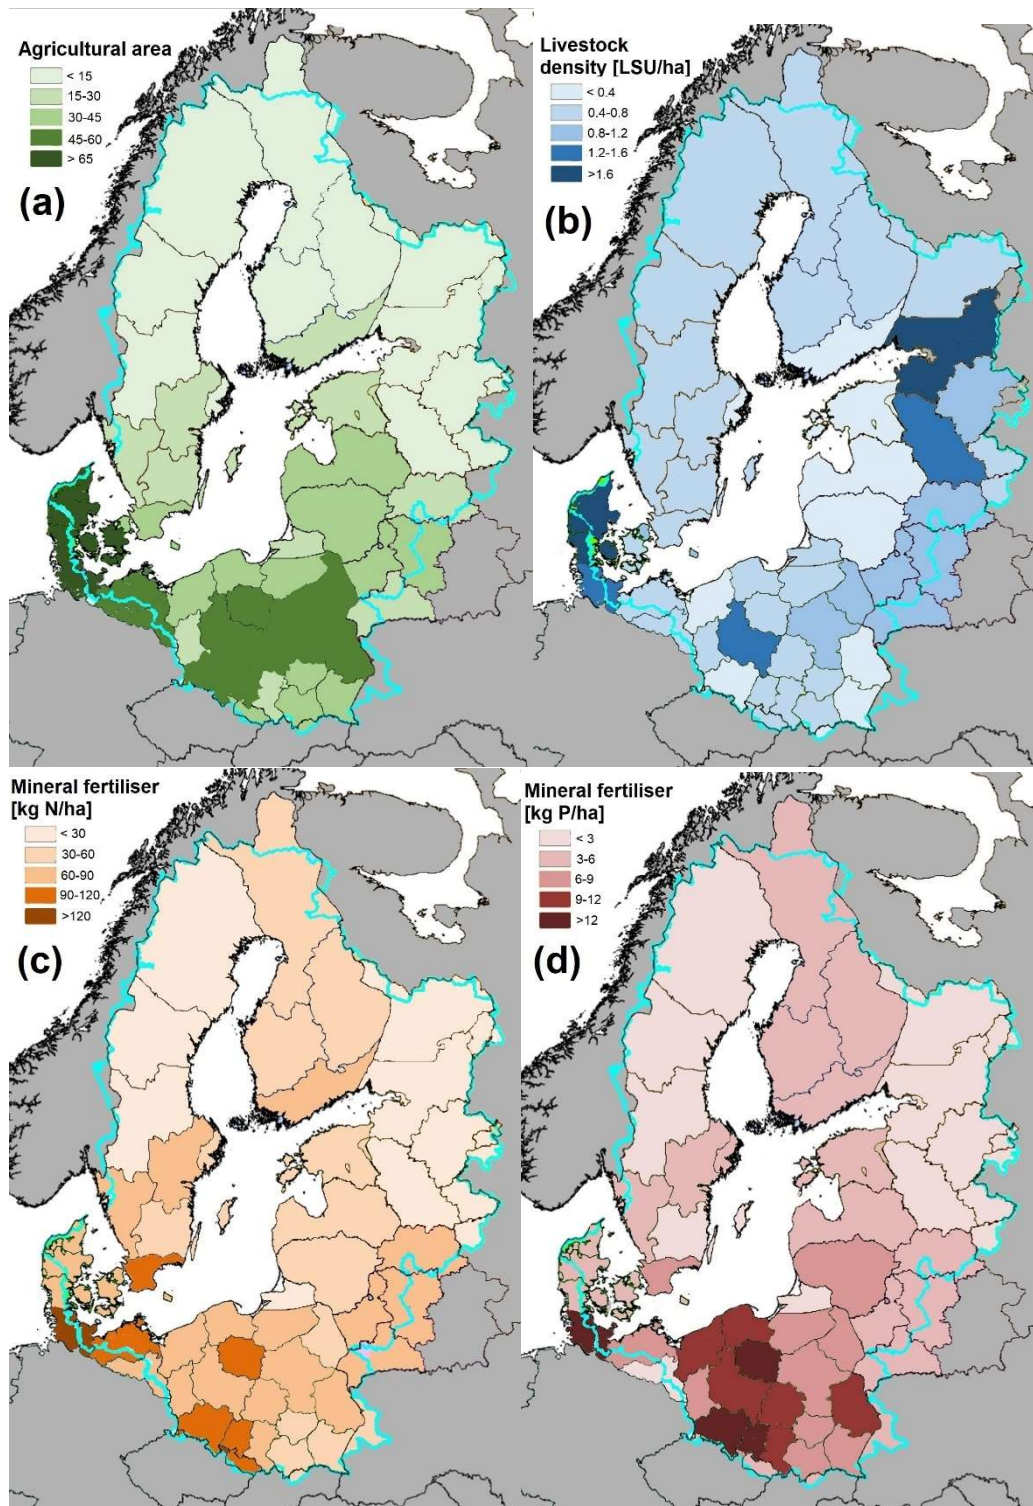 Agricultural area
< 15
15-30
30-45
45-60
> 65
(a)
Livestock
density [LSU/ha]
< 0.4
0.4-0.8
0.8-1.2
1.2-1.6
>1.6
(b)
Mineral fertiliser
[kg N/ha]
< 30
30-60
60-90
90-120
>120
(c)
Mineral fertiliser
[kg P/ha]
< 3
3-6
6-9
9-12
>12
(d)